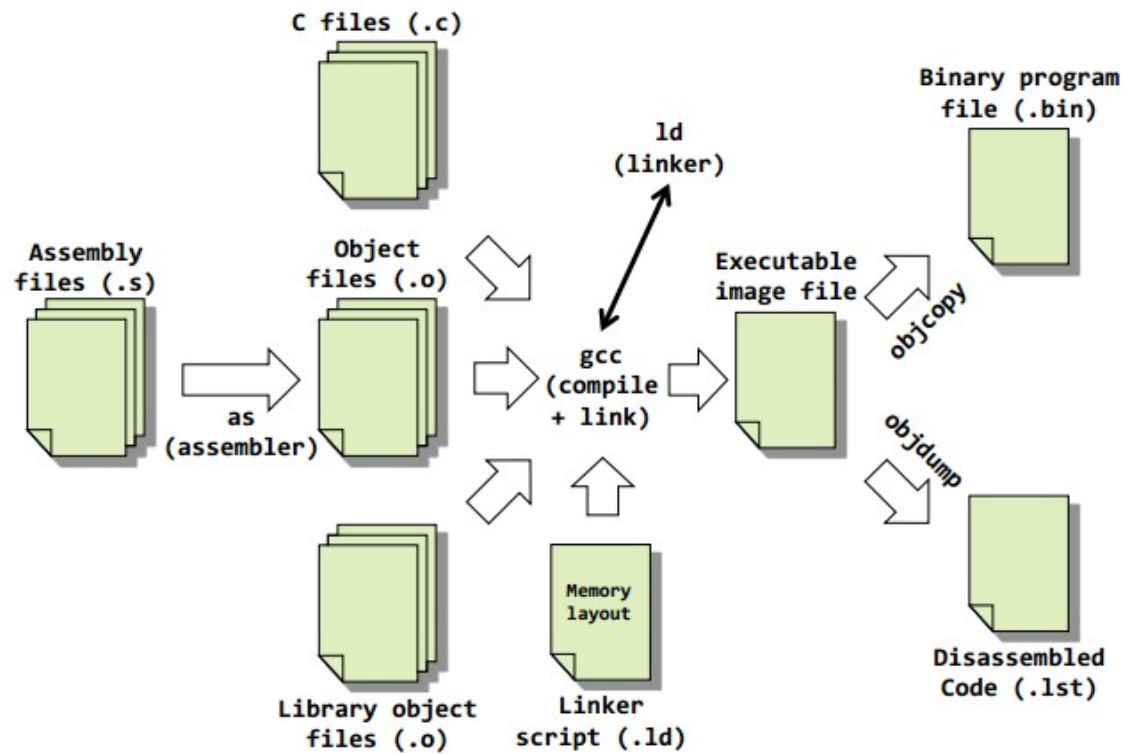 C files (.c)
Binary program
file (.bin)
ld
(linker)
Assembly
files (.s)
Object
files (.o)
Executable
image file
objcopy
gcc
(compile
+ link)
as
(assembler)
objdump
Memory
layout
Library object
files (.o)
Linker
script (.ld)
Disassembled
Code (.lst)